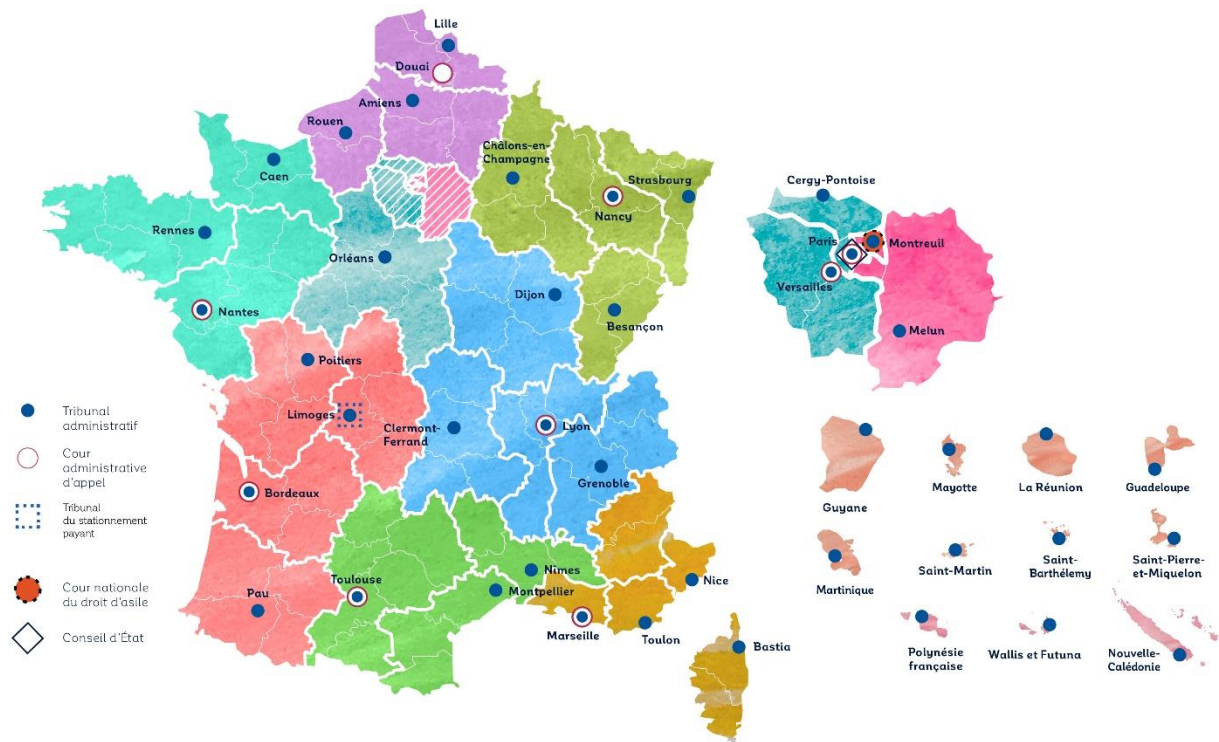 Lille
Douai
Amiens
Rouen
Caen
Châlons-en-
Champagne
Strasbourg
Nancy
Rennes
Orléans
Nantes
Dijon
Besançon
Poitiers
Limoges
Clermont-
Ferrand
Lyon
Grenoble
Bordeaux
Pau
Toulouse
Nîmes
Montpellier
Marseille
Nice
Toulon
Bastia
Cergy-Pontoise
Paris
Montreuil
Versailles
Melun
Tribunal
administratif
Cour
administrative
d'appel
Tribunal
du stationnement
payant
Cour nationale
du droit d'asile
Conseil d'État
Guyane
Mayotte
La Réunion
Guadeloupe
Martinique
Saint-Martin
Saint-
Barthélemy
Saint-Pierre-
et-Miquelon
Polynésie
française
Wallis et Futuna
Nouvelle-
Calédonie